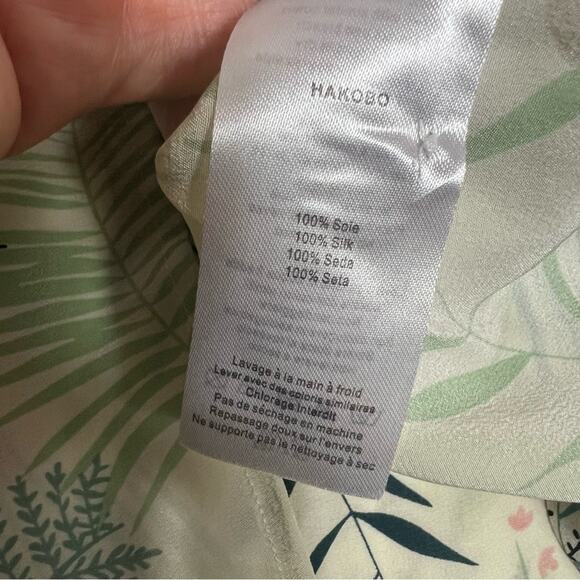 HAKOBO
100% Soie
100% Silk
100% Seda
100% Seta
Lavage à la main à froid
Lever avec des coloris similaires
Chlorage Interdit
Pas de séchage en machine
Repassage doux sur l'envers
Ne supporte pas le nettoyage à sec